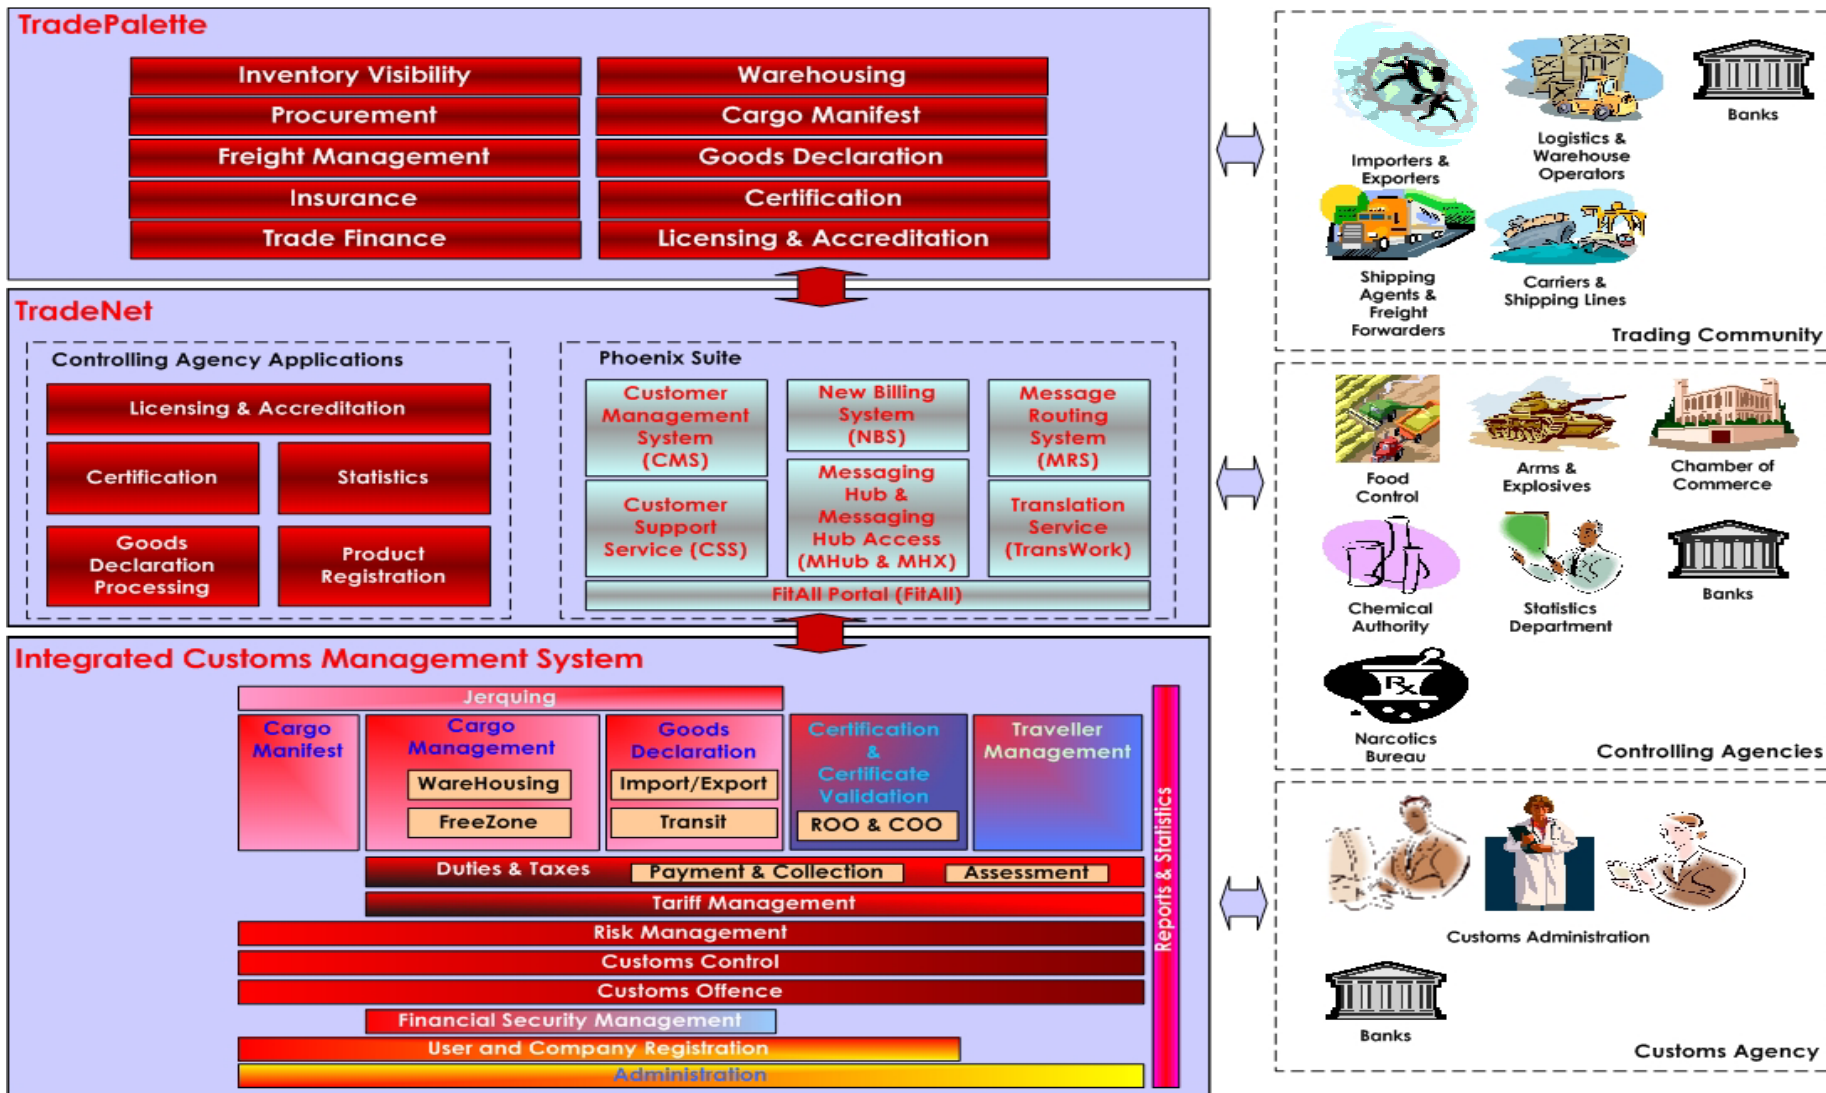 TradePalette
Inventory Visibility
Warehousing
Procurement
Cargo Manifest
Freight Management
Goods Declaration
Insurance
Certification
Trade Finance
Licensing & Accreditation
Importers &
Exporters
Logistics &
Warehouse
Operators
Banks
Shipping
Agents &
Freight
Forwarders
Carriers &
Shipping Lines
Trading Community
TradeNet
Controlling Agency Applications
Licensing & Accreditation
Certification
Statistics
Goods
Declaration
Processing
Product
Registration
Phoenix Suite
Customer
Management
System
(CMS)
New Billing
System
(NBS)
Message
Routing
System
(MRS)
Customer
Support
Service (CSS)
Messaging
Hub &
Messaging
Hub Access
(MHub & MHX)
Translation
Service
(TransWork)
FitAll Portal (FitAll)
Food
Control
Arms &
Explosives
Chamber of
Commerce
Chemical
Authority
Statistics
Department
Banks
Rx
Narcotics
Bureau
Controlling Agencies
Integrated Customs Management System
Jerquing
Cargo
Manifest
Cargo
Management
WareHousing
FreeZone
Goods
Declaration
Import/Export
Transit
Certification
&
Certificate
Validation
ROO & COO
Traveller
Management
Duties & Taxes
Payment & Collection
Assessment
Tariff Management
Risk Management
Customs Control
Customs Offence
Financial Security Management
User and Company Registration
Administration
Reports & Statistics
Customs Administration
Banks
Customs Agency